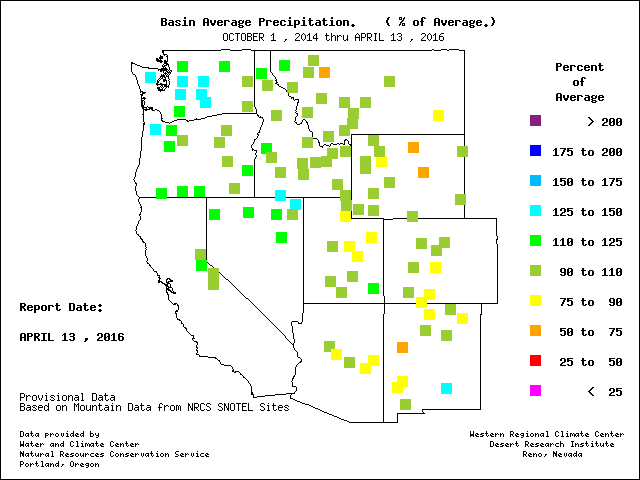 Basin Average Precipitation. ( % of Average.)
OCTOBER 1 , 2014 thru APRIL 13 , 2016
Percent
of
Average
> 200
175 to 200
150 to 175
125 to 150
110 to 125
90 to 110
75 to 90
50 to 75
25 to 50
< 25
Report Date:
APRIL 13 , 2016
Provisional Data
Based on Mountain Data from NRCS SNOTEL Sites
Data provided by
Water and Climate Center
Natural Resources Conservation Service
Portland, Oregon
Western Regional Climate Center
Desert Research Institute
Reno, Nevada